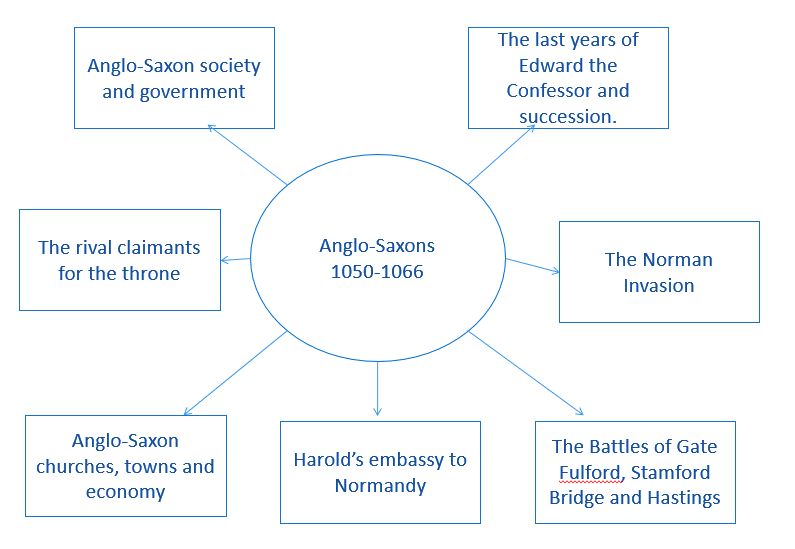 Anglo-Saxon society
and government
The last years of
Edward the
Confessor and
succession.
The rival claimants
for the throne
Anglo-Saxons
1050-1066
The Norman
Invasion
Anglo-Saxon
churches, towns and
economy
Harold’s embassy to
Normandy
The Battles of Gate
Fulford, Stamford
Bridge and Hastings